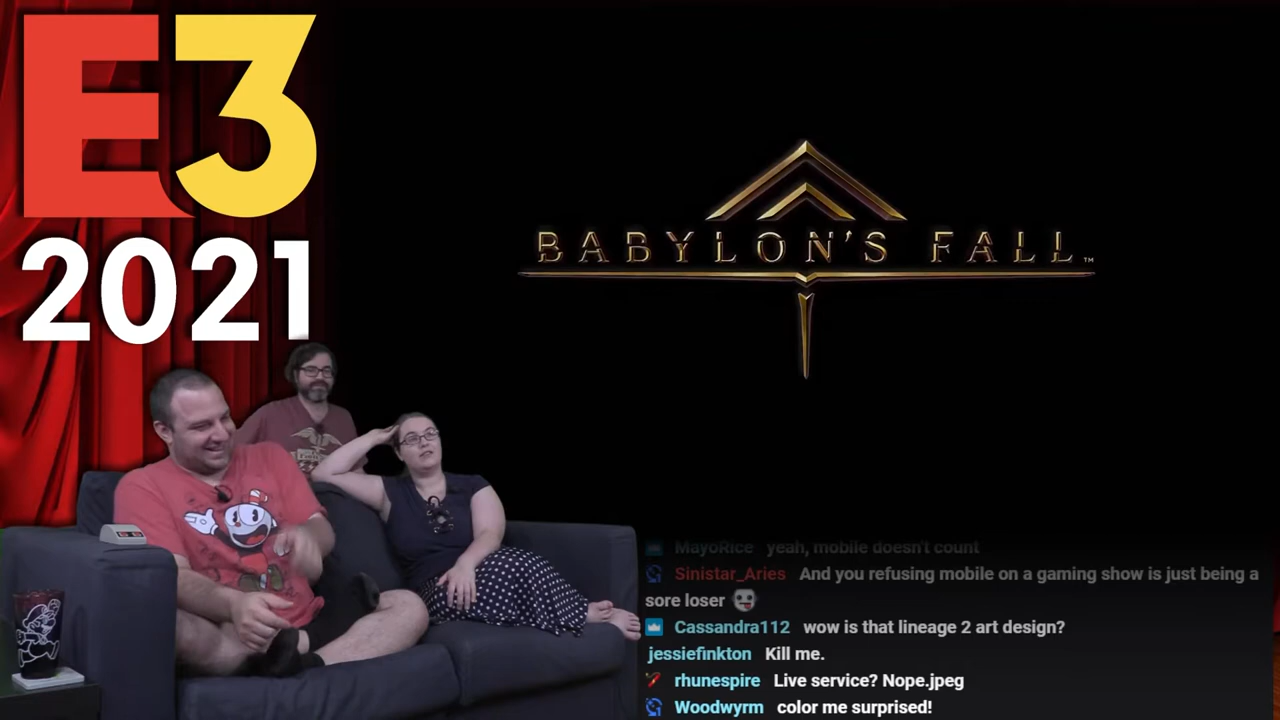 E3
2021
BABYLON'S FALL™
MayoRice yeah, mobile doesn't count
Sinistar_Aries And you refusing mobile on a gaming show is just being a
sore loser
Cassandra112 wow is that lineage 2 art design?
jessiefinkton Kill me.
rhunespire Live service? Nope.jpeg
Woodwyrm color me surprised!